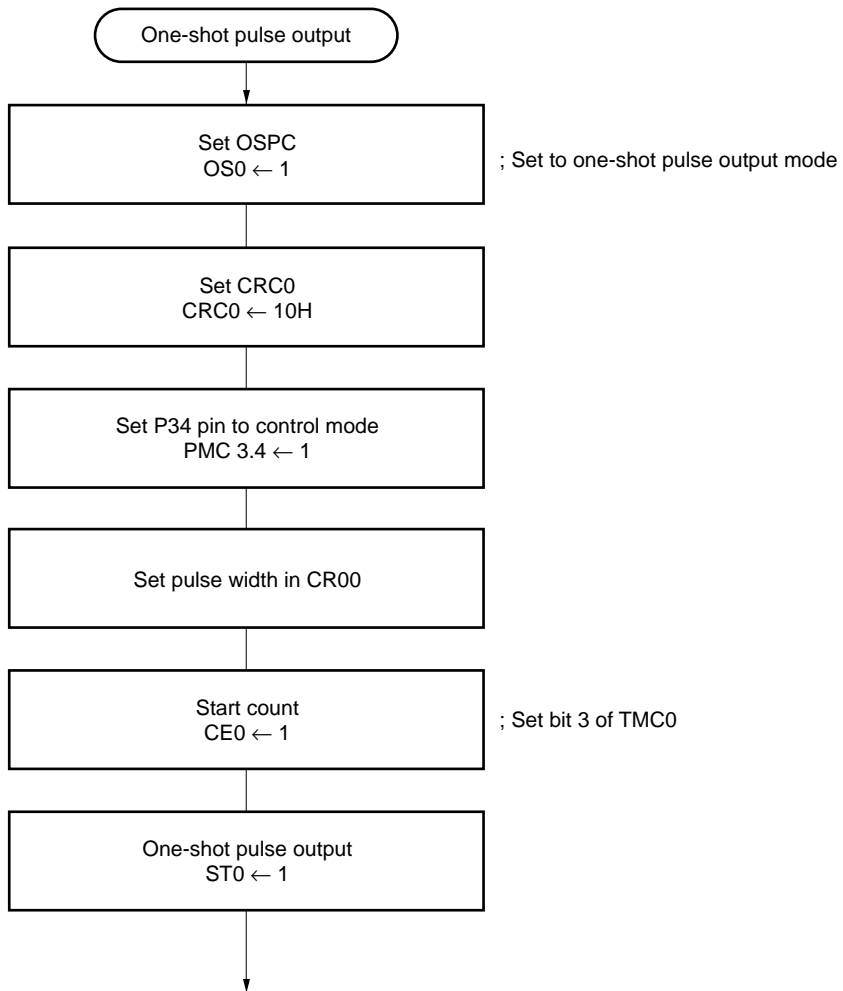 One-shot pulse output
Set OSPC
OS0 ← 1
; Set to one-shot pulse output mode
Set CRC0
CRC0 ← 10H
Set P34 pin to control mode
PMC 3.4 ← 1
Set pulse width in CR00
Start count
CE0 ← 1
; Set bit 3 of TMC0
One-shot pulse output
ST0 ← 1